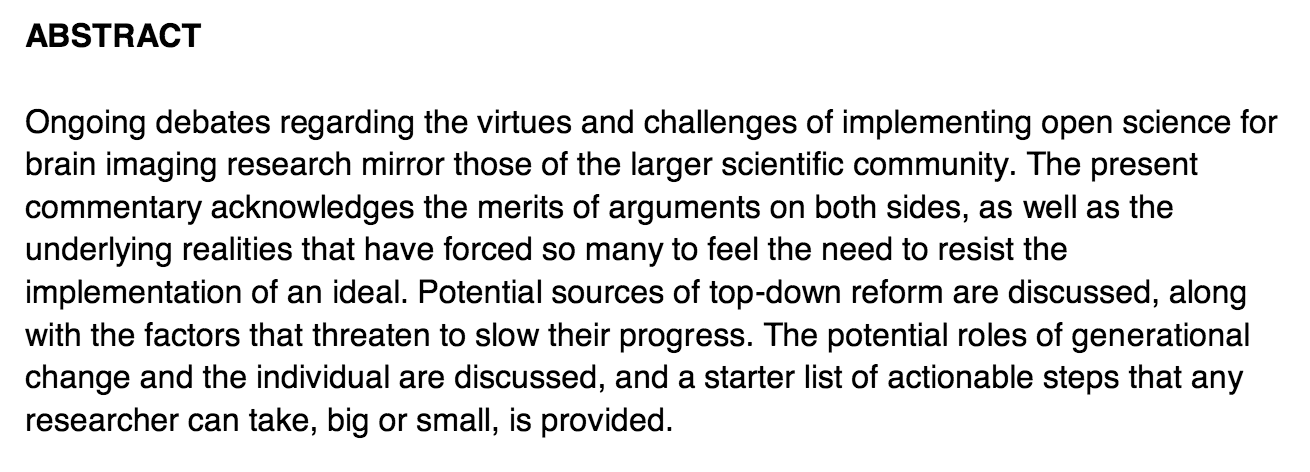 ABSTRACT
Ongoing debates regarding the virtues and challenges of implementing open science for
brain imaging research mirror those of the larger scientific community. The present
commentary acknowledges the merits of arguments on both sides, as well as the
underlying realities that have forced so many to feel the need to resist the
implementation of an ideal. Potential sources of top-down reform are discussed, along
with the factors that threaten to slow their progress. The potential roles of generational
change and the individual are discussed, and a starter list of actionable steps that any
researcher can take, big or small, is provided.